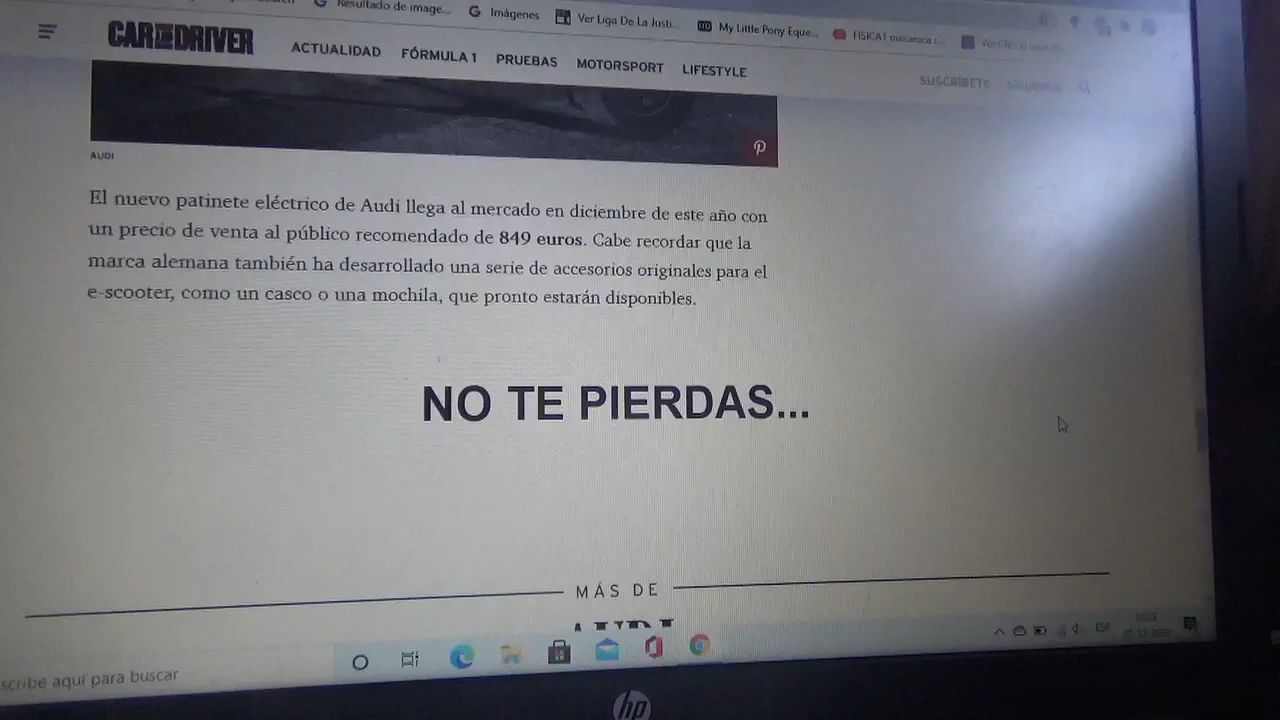 Resultado de image...
Imágenes
Ver Liga De La Justi...
My Little Pony Eque...
FISICA1 mecanica c...
CAR AND DRIVER
ACTUALIDAD
FÓRMULA 1
PRUEBAS
MOTORSPORT
LIFESTYLE
SUSCRÍBETE
AUDI
El nuevo patinete eléctrico de Audi llega al mercado en diciembre de este año con
un precio de venta al público recomendado de 849 euros. Cabe recordar que la
marca alemana también ha desarrollado una serie de accesorios originales para el
e-scooter, como un casco o una mochila, que pronto estarán disponibles.
NO TE PIERDAS...
MÁS DE
scribe aquí para buscar
ESP
hp